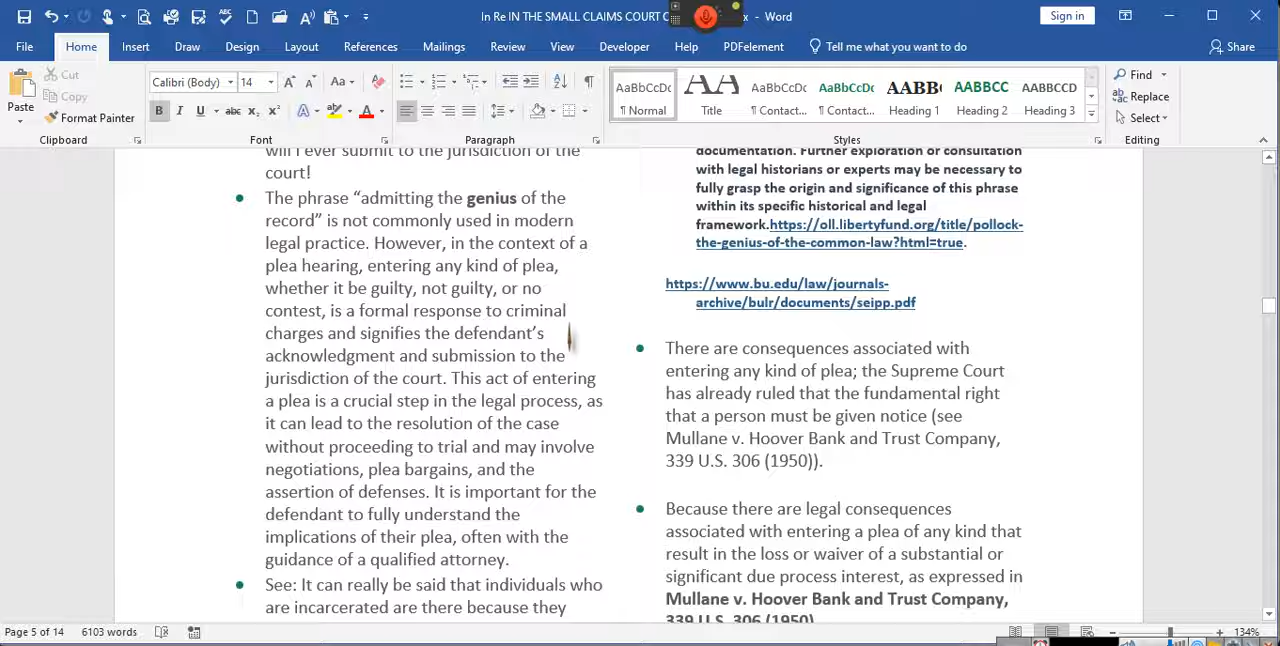 In Re IN THE SMALL CLAIMS COURT C
x - Word
Sign in
File Home Insert Draw Design Layout References Mailings Review View Developer Help PDFelement Tell me what you want to do Share
Paste
Cut
Copy
Format Painter
Clipboard
Calibri (Body) 14
Font
Paragraph
AaBbCcDc ¶ Normal
AA Title
AaBbCcDc ¶ Contact...
AaBbCcDc ¶ Contact...
AABB( Heading 1
AABBCC Heading 2
AABBCCD Heading 3
Styles
Find
Replace
Select
Editing
will I ever submit to the jurisdiction of the
court!
The phrase “admitting the genius of the
record” is not commonly used in modern
legal practice. However, in the context of a
plea hearing, entering any kind of plea,
whether it be guilty, not guilty, or no
contest, is a formal response to criminal
charges and signifies the defendant’s
acknowledgment and submission to the
jurisdiction of the court. This act of entering
a plea is a crucial step in the legal process, as
it can lead to the resolution of the case
without proceeding to trial and may involve
negotiations, plea bargains, and the
assertion of defenses. It is important for the
defendant to fully understand the
implications of their plea, often with the
guidance of a qualified attorney.
See: It can really be said that individuals who
are incarcerated are there because they
documentation. Further exploration or consultation
with legal historians or experts may be necessary to
fully grasp the origin and significance of this phrase
within its specific historical and legal
framework.https://oll.libertyfund.org/title/pollock-
the-genius-of-the-common-law?html=true.
https://www.bu.edu/law/journals-
archive/bulr/documents/seipp.pdf
There are consequences associated with
entering any kind of plea; the Supreme Court
has already ruled that the fundamental right
that a person must be given notice (see
Mullane v. Hoover Bank and Trust Company,
339 U.S. 306 (1950)).
Because there are legal consequences
associated with entering a plea of any kind that
result in the loss or waiver of a substantial or
significant due process interest, as expressed in
Mullane v. Hoover Bank and Trust Company,
339 U.S. 306 (1950)
Page 5 of 14 6103 words
134%